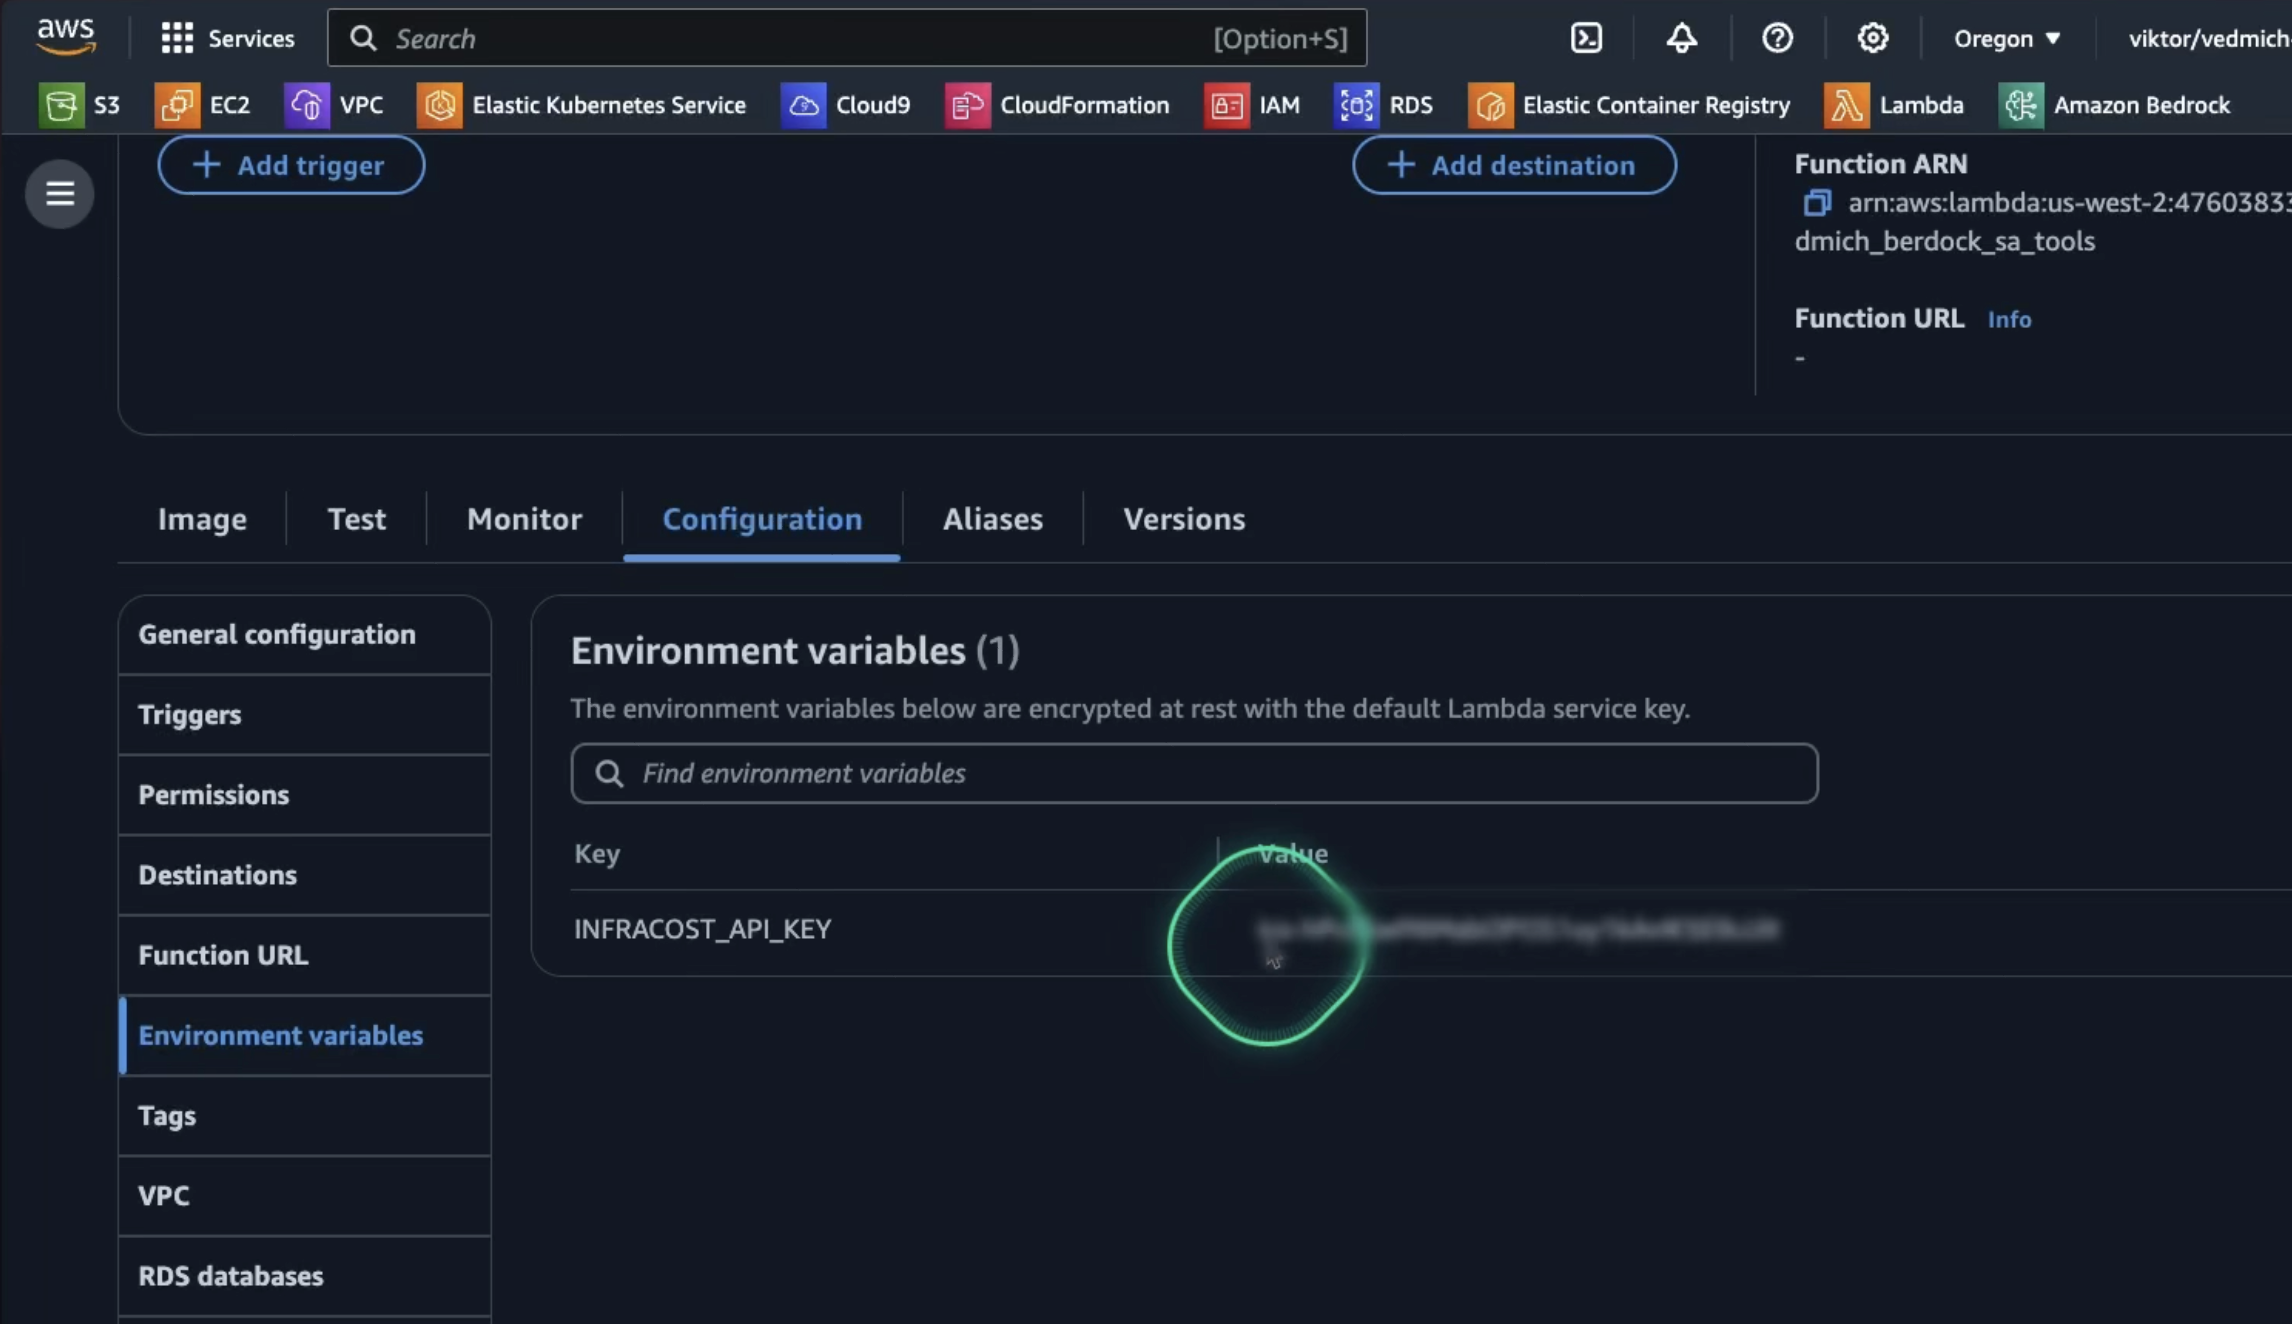 aws
Services
Search
[Option+S]
Oregon
viktor/vedmich
S3
EC2
VPC
Elastic Kubernetes Service
Cloud9
CloudFormation
IAM
RDS
Elastic Container Registry
Lambda
Amazon Bedrock
Add trigger
Add destination
Function ARN
arn:aws:lambda:us-west-2:47603833
dmich_berdock_sa_tools
Function URL Info
-
Image
Test
Monitor
Configuration
Aliases
Versions
General configuration
Triggers
Permissions
Destinations
Function URL
Environment variables
Tags
VPC
RDS databases
Environment variables (1)
The environment variables below are encrypted at rest with the default Lambda service key.
Find environment variables
Key
Value
INFRACOST_API_KEY